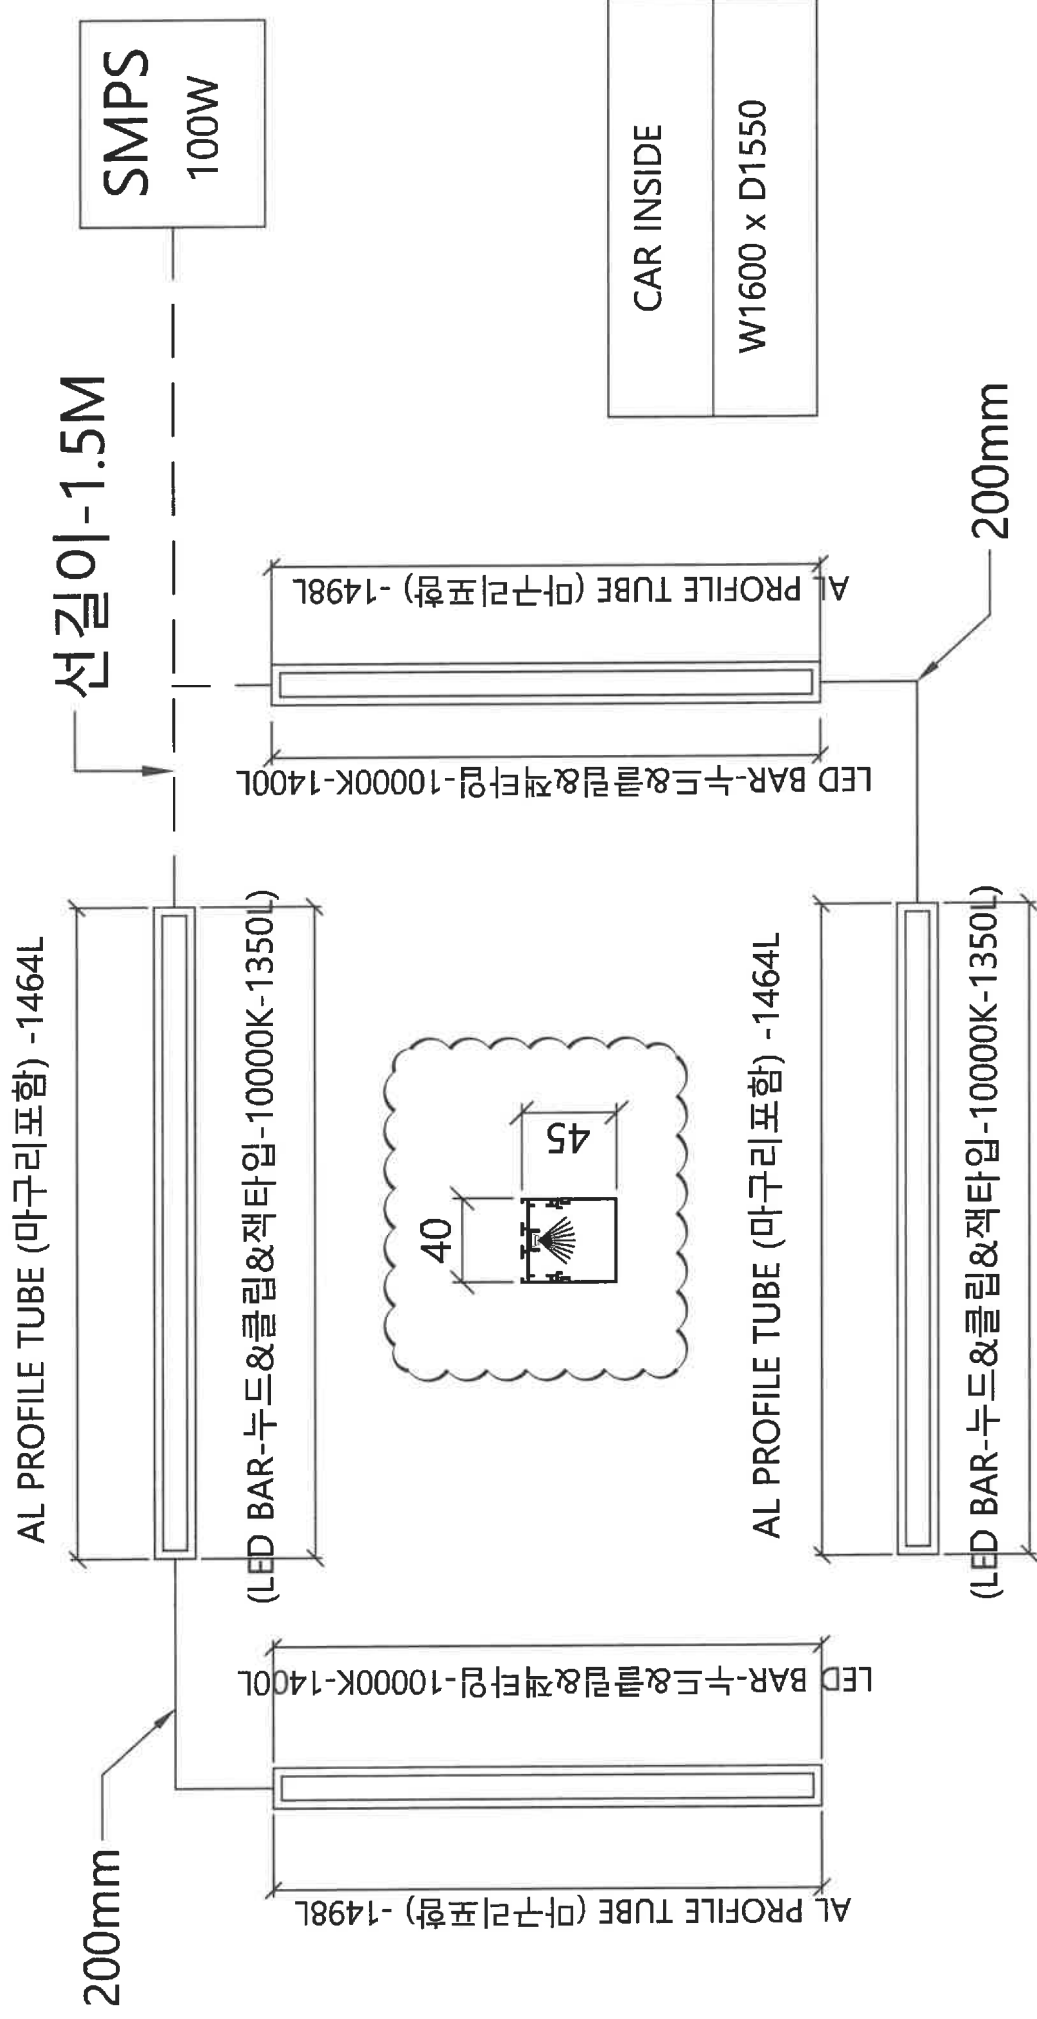 SMPS
100W
선길이-1.5M
CAR INSIDE
W1600 x D1550
AL PROFILE TUBE (마구리포함) -1464L
(LED BAR-누드&클립&잭타입-10000K-1350L)
AL PROFILE TUBE (마구리포함) -1498L
LED BAR-누드&클립&잭타입-10000K-1400L
200mm
40
45
AL PROFILE TUBE (마구리포함) -1464L
(LED BAR-누드&클립&잭타입-10000K-1350L)
LED BAR-누드&클립&잭타입-10000K-1400L
AL PROFILE TUBE (마구리포함) -1498L
200mm